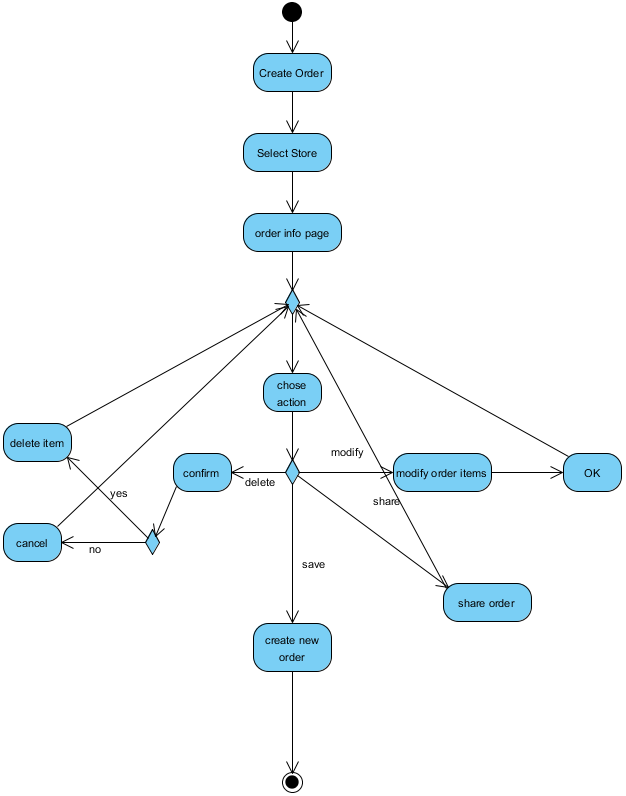 Create Order
Select Store
order info page
chose
action
delete item
confirm
modify
modify order items
OK
delete
yes
share
cancel
no
save
share order
create new
order